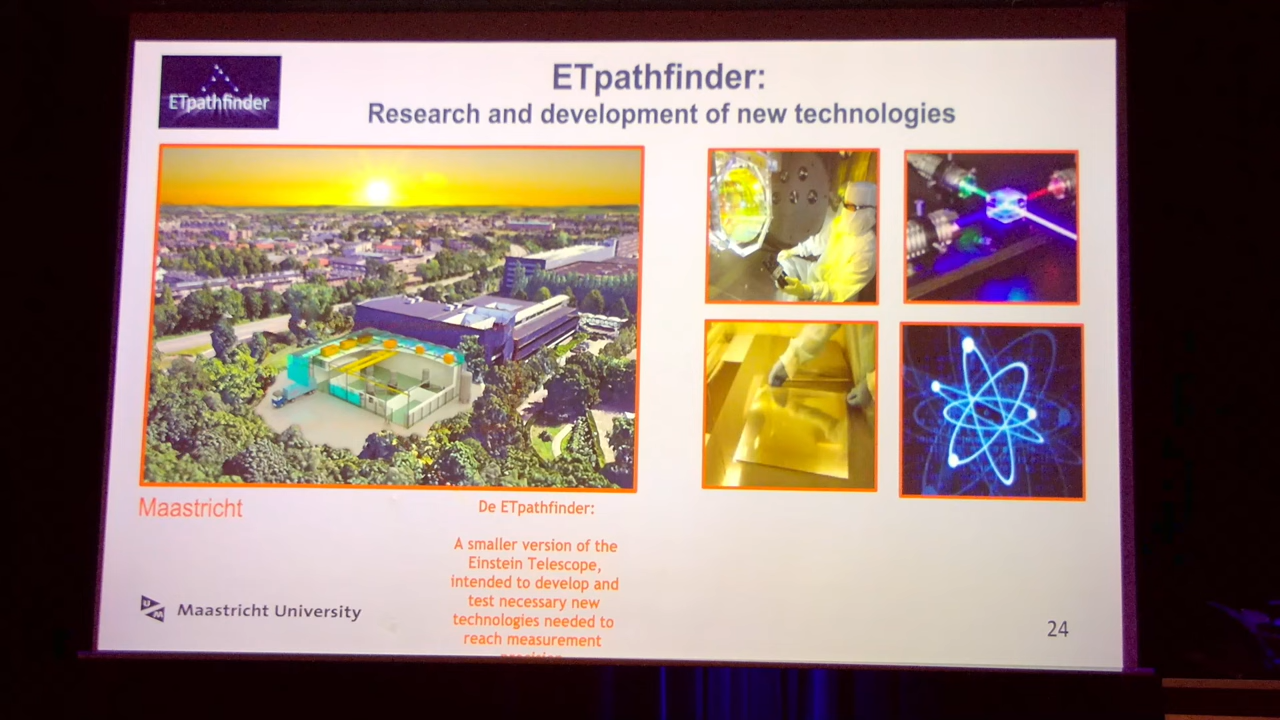 ETpathfinder
ETpathfinder:
Research and development of new technologies
Maastricht
De ETpathfinder:
A smaller version of the
Einstein Telescope,
intended to develop and
test necessary new
technologies needed to
reach measurement
Maastricht University
24